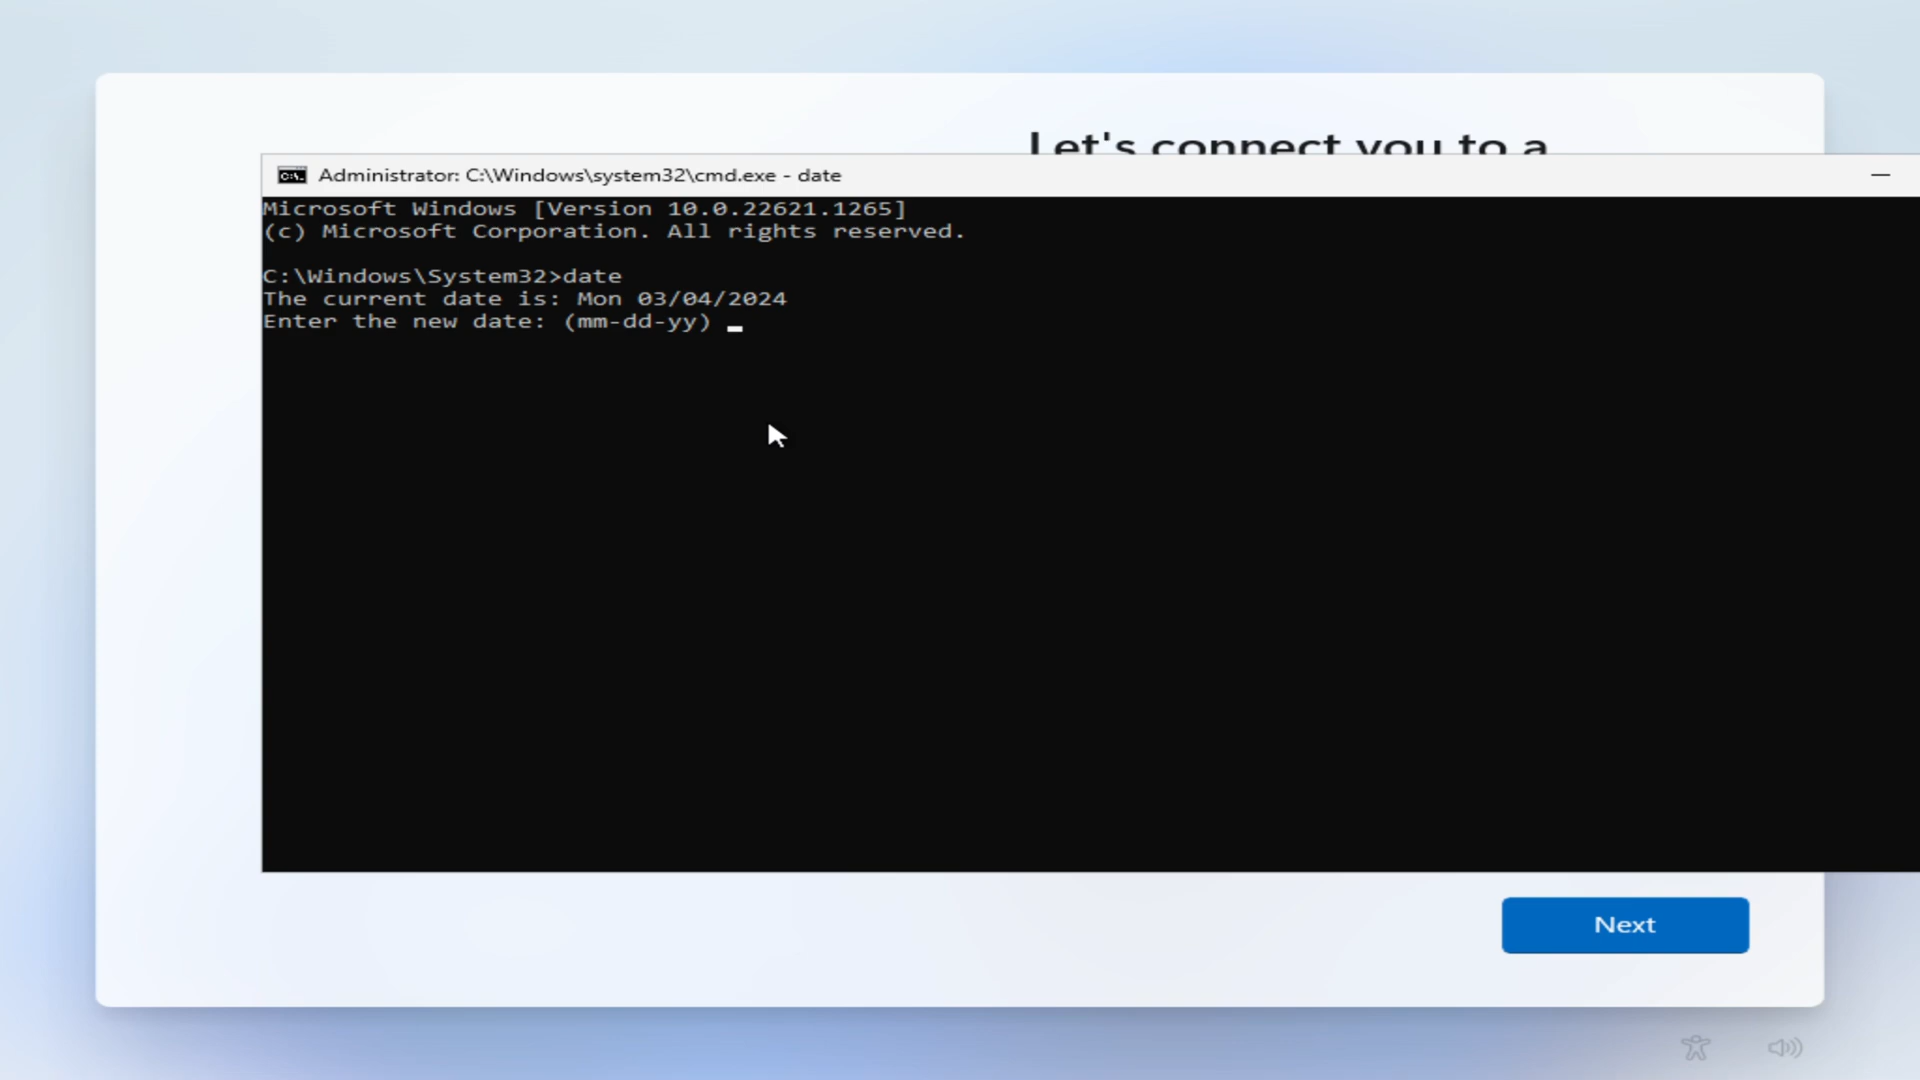 Let's connect you to a
Administrator: C:\Windows\system32\cmd.exe - date
Microsoft Windows [Version 10.0.22621.1265]
(c) Microsoft Corporation. All rights reserved.
C:\Windows\System32>date
The current date is: Mon 03/04/2024
Enter the new date: (mm-dd-yy)
Next